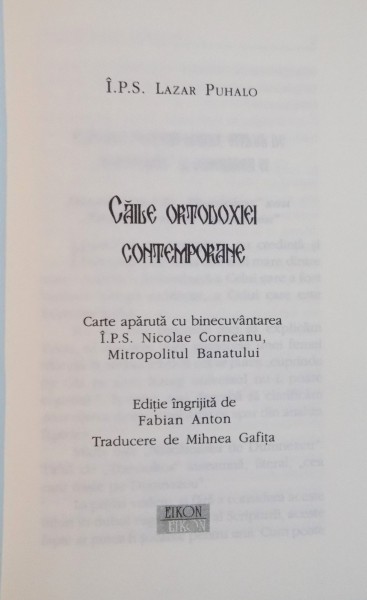 Î.P.S. Lazar Puhalo
Căile ortodoxiei
contemporane
Carte apărută cu binecuvântarea
Î.P.S. Nicolae Corneanu,
Mitropolitul Banatului
Ediție îngrijită de
Fabian Anton
Traducere de Mihnea Gafița
EIKON
EIKON